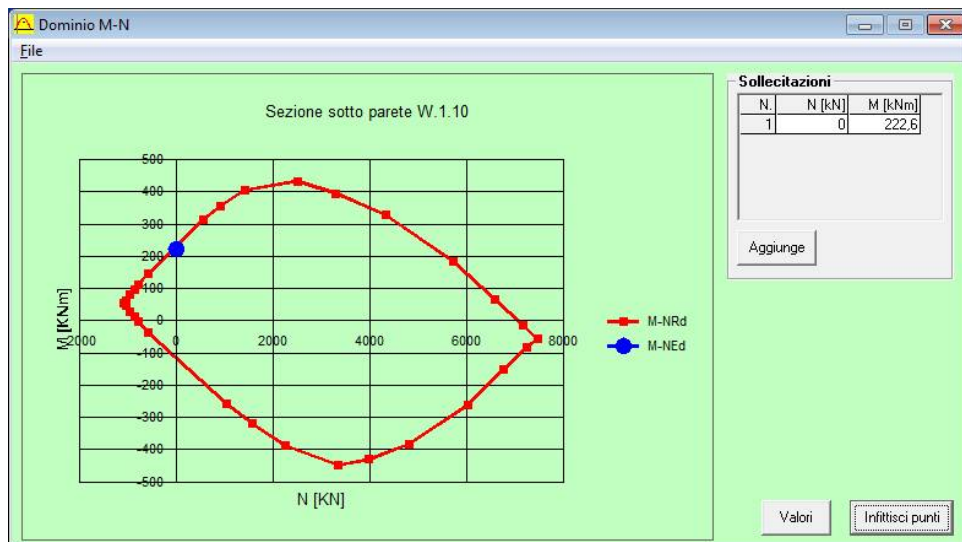 Dominio M-N
File
Sezione sotto parete W.1.10
500
400
300
200
100
0
-100
-200
-300
-400
-500
M [KNm]
2000
0
2000
4000
6000
8000
N [KN]
M-NRd
M-NEd
Sollecitazioni
N. N [kN] M [kNm]
1 0 222,6
Aggiunge
Valori
Infittisci punti